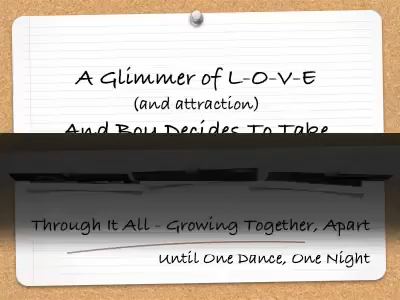 A Glimmer of L-O-V-E
(and attraction)
And Boy Decides To Take
Through It All - Growing Together, Apart
Until One Dance, One Night